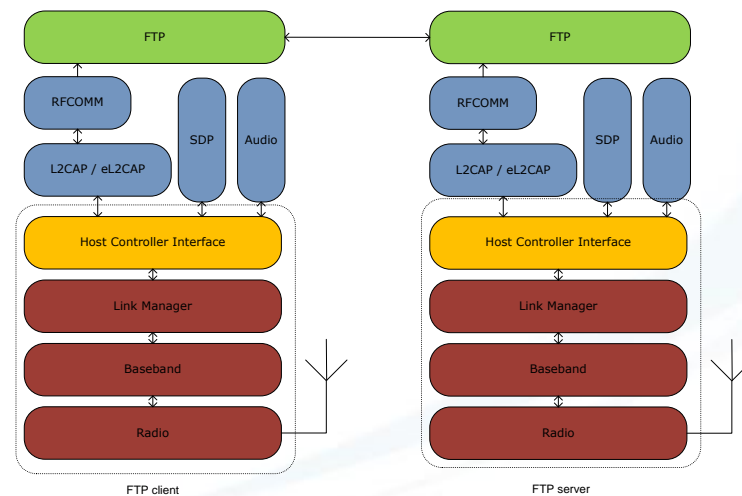 FTP
FTP
RFCOMM
SDP
Audio
RFCOMM
SDP
Audio
L2CAP / eL2CAP
L2CAP / eL2CAP
Host Controller Interface
Host Controller Interface
Link Manager
Link Manager
Baseband
Baseband
Radio
Radio
FTP client
FTP server